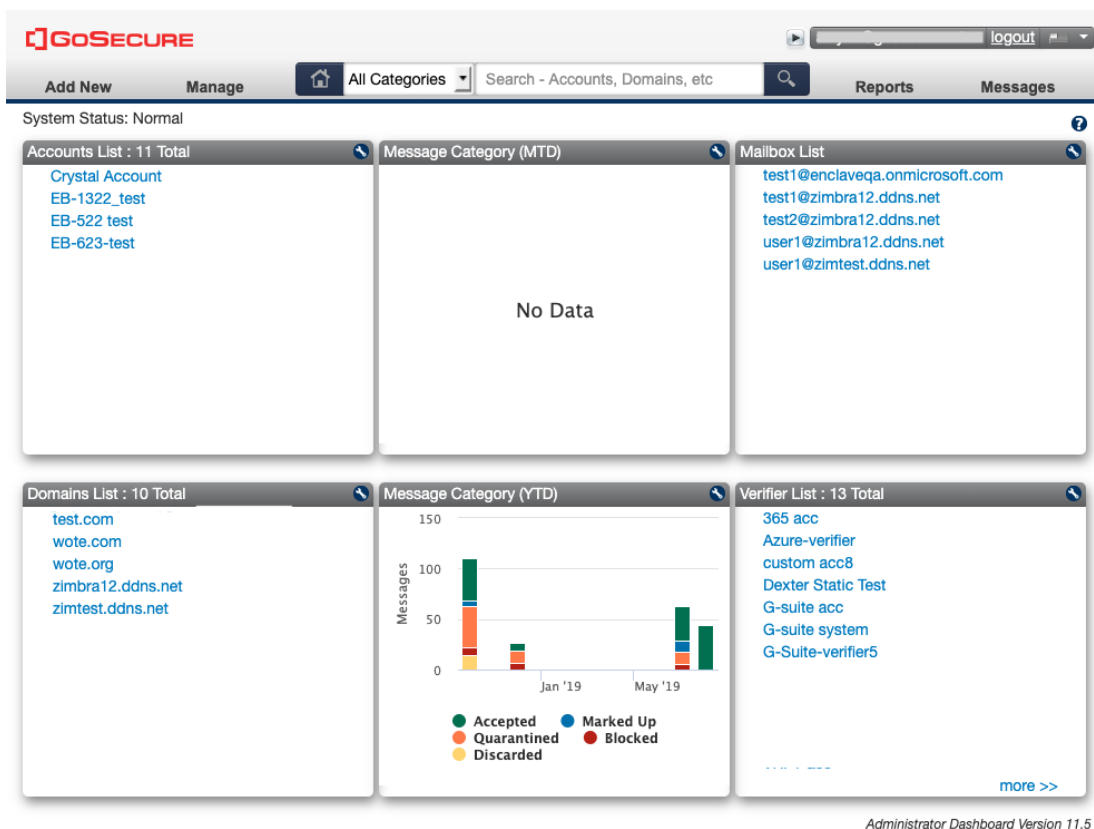 GoSecure
logout
Add New
Manage
All Categories
Search - Accounts, Domains, etc
Reports
Messages
System Status: Normal
Accounts List : 11 Total
Crystal Account
EB-1322_test
EB-522 test
EB-623-test
Message Category (MTD)
No Data
Mailbox List
test1@enclaveqa.onmicrosoft.com
test1@zimbra12.ddns.net
test2@zimbra12.ddns.net
user1@zimbra12.ddns.net
user1@zimtest.ddns.net
Domains List : 10 Total
test.com
wote.com
wote.org
zimbra12.ddns.net
zimtest.ddns.net
Message Category (YTD)
150
100
50
0
Messages
Jan '19
May '19
Accepted
Marked Up
Quarantined
Blocked
Discarded
Verifier List : 13 Total
365 acc
Azure-verifier
custom acc8
Dexter Static Test
G-suite acc
G-suite system
G-Suite-verifier5
more >>
Administrator Dashboard Version 11.5